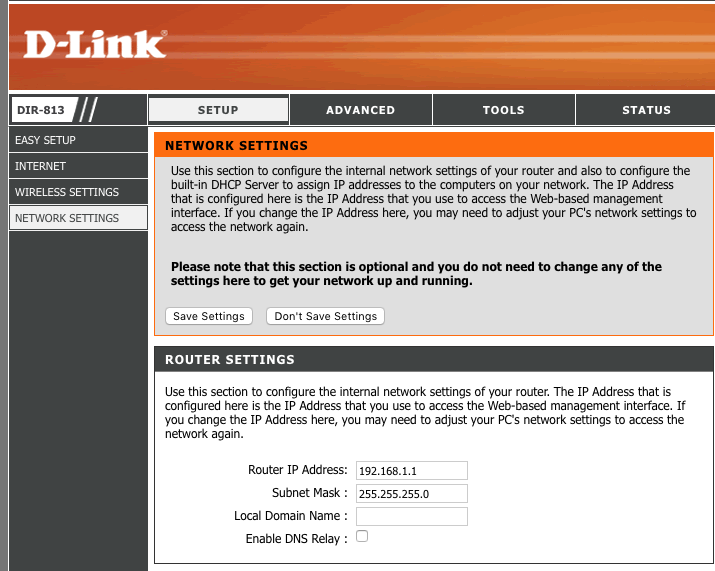 D-Link®
DIR-813 // SETUP ADVANCED TOOLS STATUS
EASY SETUP
INTERNET
WIRELESS SETTINGS
NETWORK SETTINGS
NETWORK SETTINGS
Use this section to configure the internal network settings of your router and also to configure the
built-in DHCP Server to assign IP addresses to the computers on your network. The IP Address
that is configured here is the IP Address that you use to access the Web-based management
interface. If you change the IP Address here, you may need to adjust your PC's network settings to
access the network again.
Please note that this section is optional and you do not need to change any of the
settings here to get your network up and running.
Save Settings Don't Save Settings
ROUTER SETTINGS
Use this section to configure the internal network settings of your router. The IP Address that is
configured here is the IP Address that you use to access the Web-based management interface. If
you change the IP Address here, you may need to adjust your PC's network settings to access the
network again.
Router IP Address: 192.168.1.1
Subnet Mask : 255.255.255.0
Local Domain Name :
Enable DNS Relay :